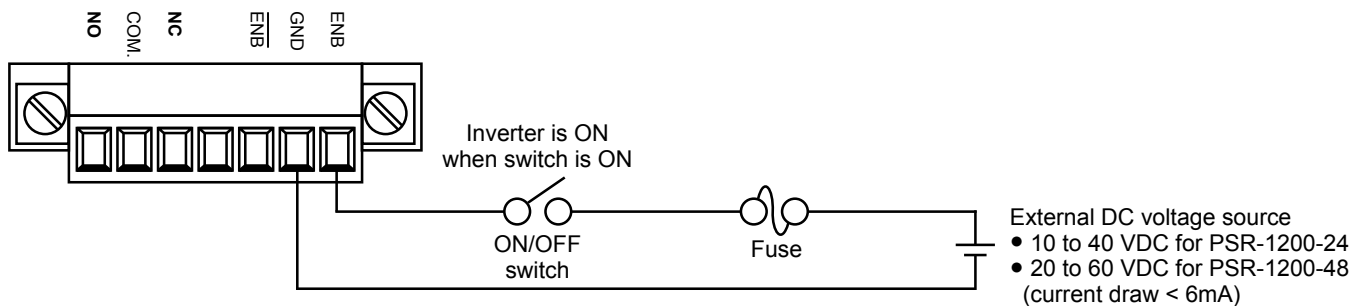 NO
COM.
NC
E̅N̅B̅
GND
ENB
Inverter is ON
when switch is ON
ON/OFF
switch
Fuse
External DC voltage source
• 10 to 40 VDC for PSR-1200-24
• 20 to 60 VDC for PSR-1200-48
(current draw < 6mA)